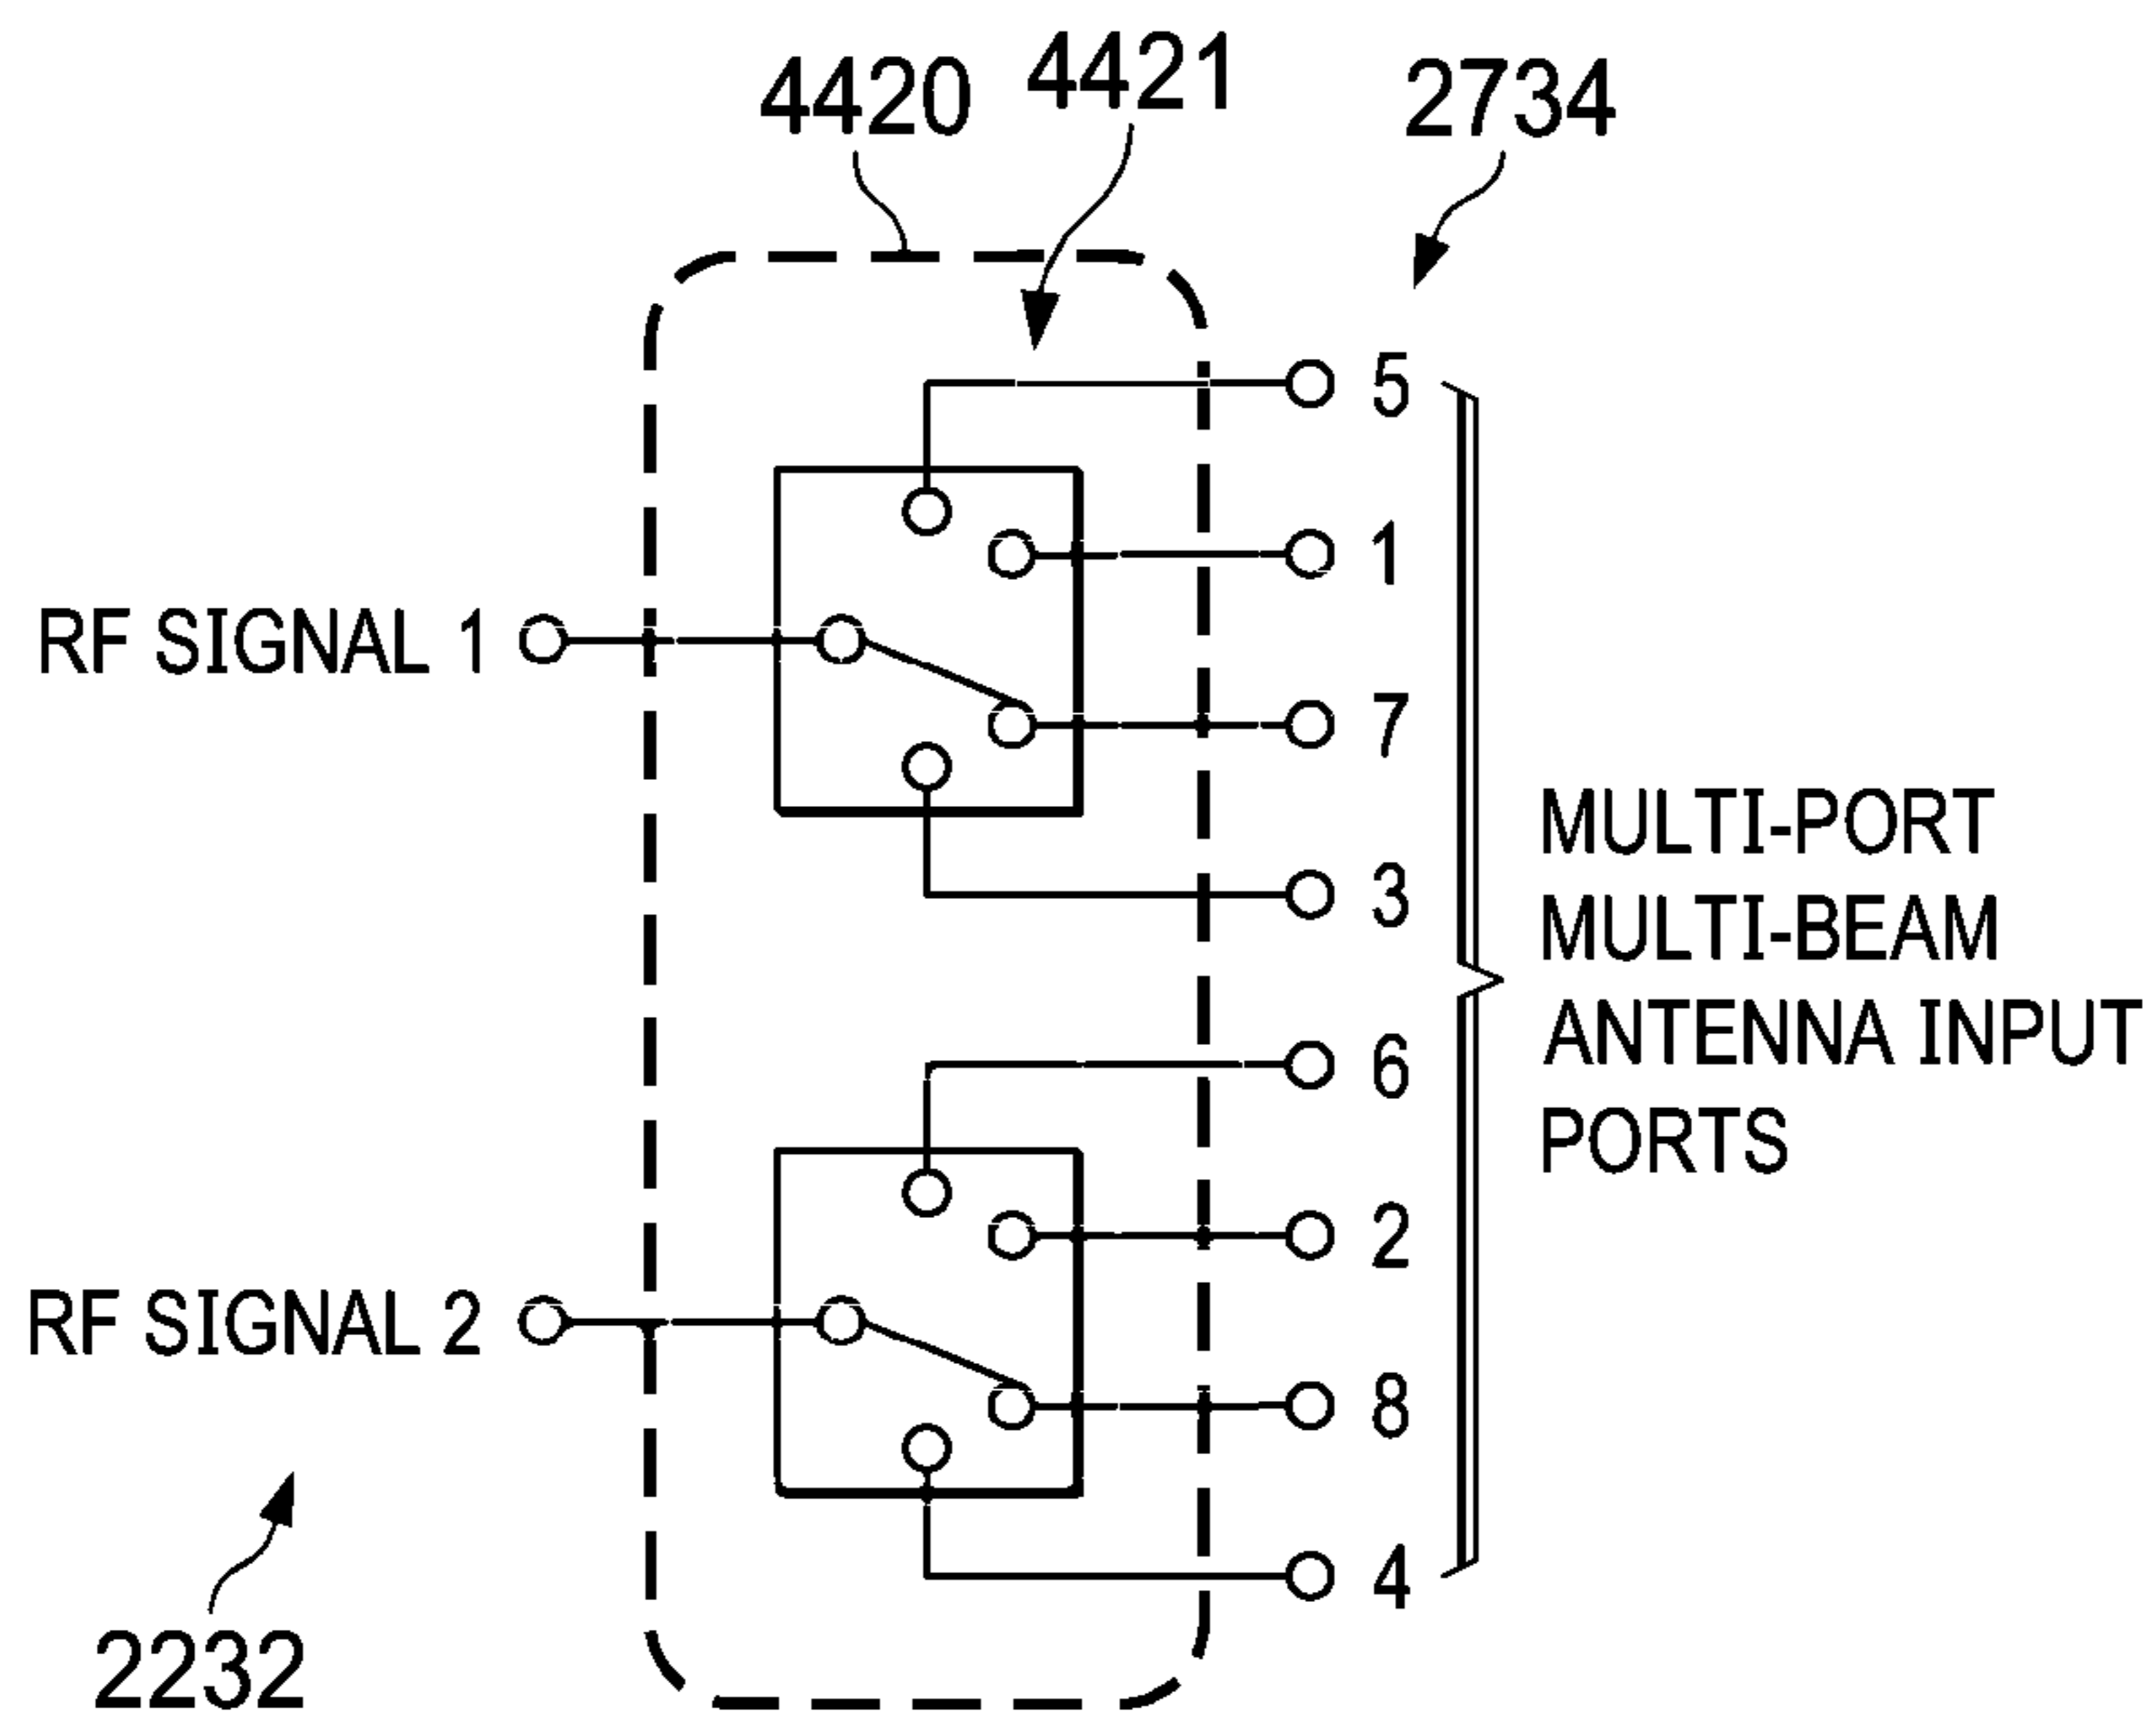 4420
4421
2734
5
1
RF SIGNAL 1
7
3
MULTI-PORT
MULTI-BEAM
ANTENNA INPUT
PORTS
6
2
RF SIGNAL 2
8
4
2232